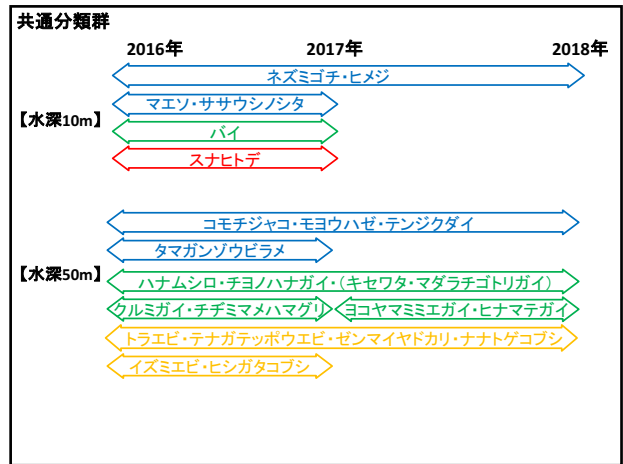 共通分類群
2016年 2017年 2018年
ネズミゴチ・ヒメジ
【水深10m】
マエソ・ササウシノシタ
バイ
スナヒトデ
コモチジャコ・モヨウハゼ・テンジクダイ
タマガンゾウビラメ
【水深50m】
ハナムシロ・チヨノハナガイ・(キセワタ・マダラチゴトリガイ)
クルミガイ・チヂミマメハマグリ ヨコヤマミミエガイ・ヒナマテガイ
トラエビ・テナガテッポウエビ・ゼンマイヤドカリ・ナナトゲコブシ
イズミエビ・ヒシガタコブシ